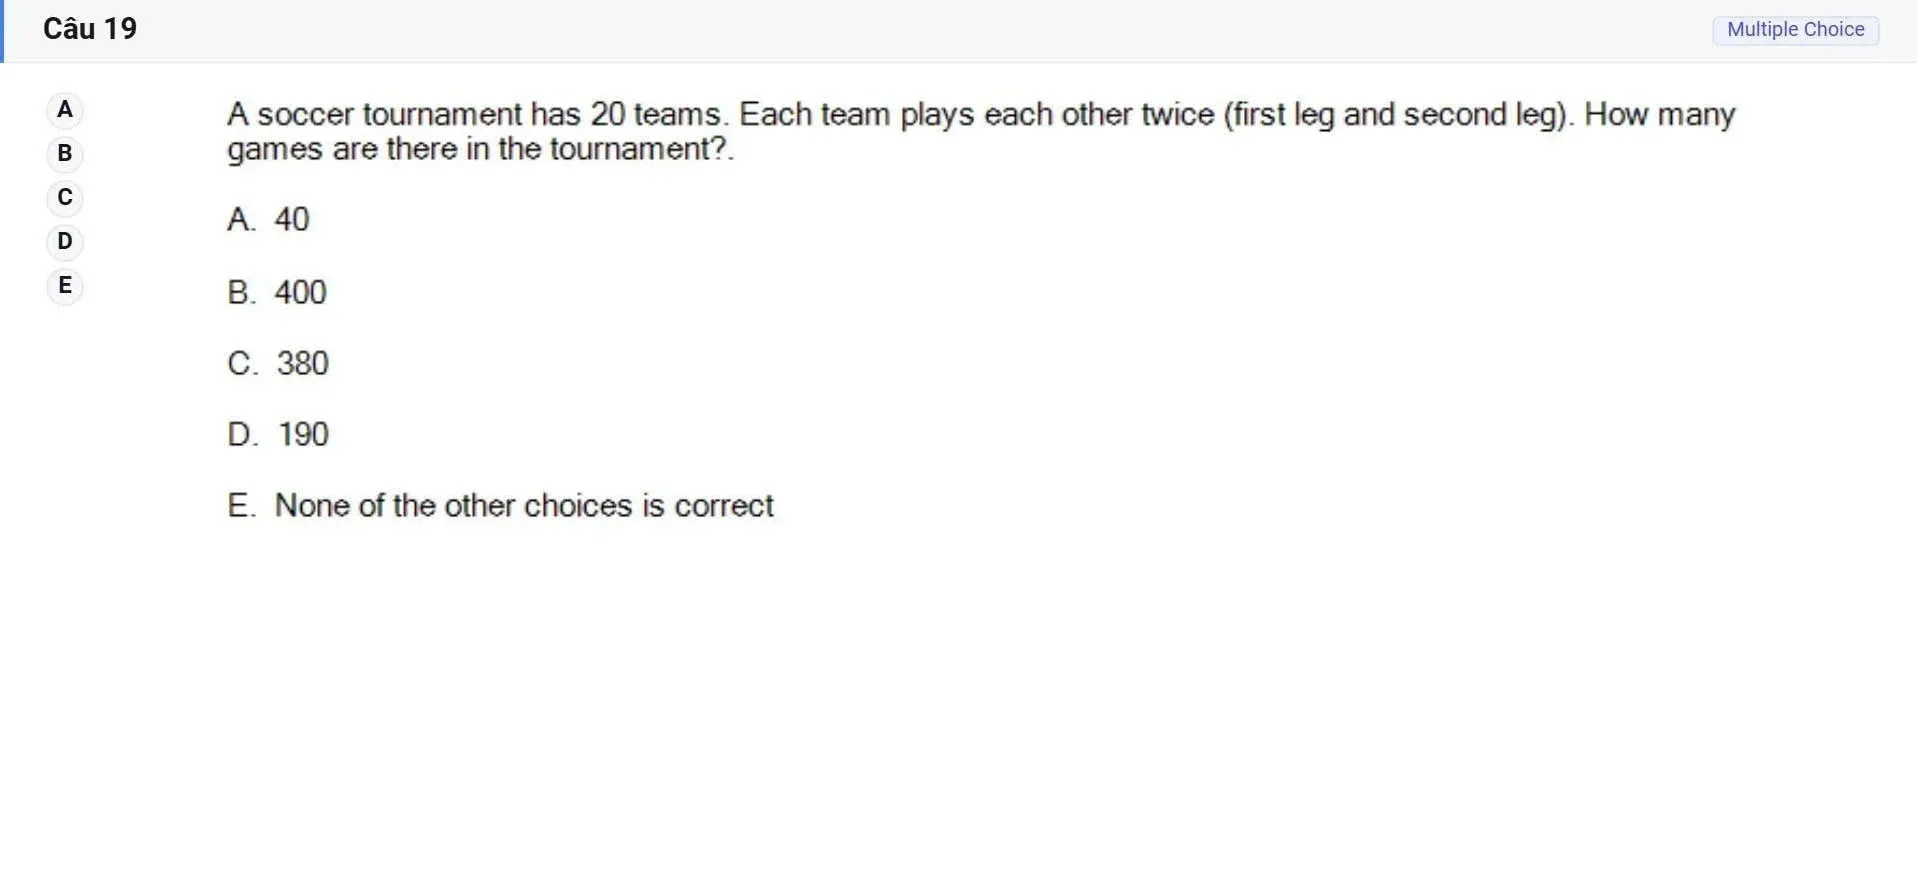 Câu 19
Multiple Choice
A
B
C
D
E
A soccer tournament has 20 teams. Each team plays each other twice (first leg and second leg). How many
games are there in the tournament?.
A. 40
B. 400
C. 380
D. 190
E. None of the other choices is correct